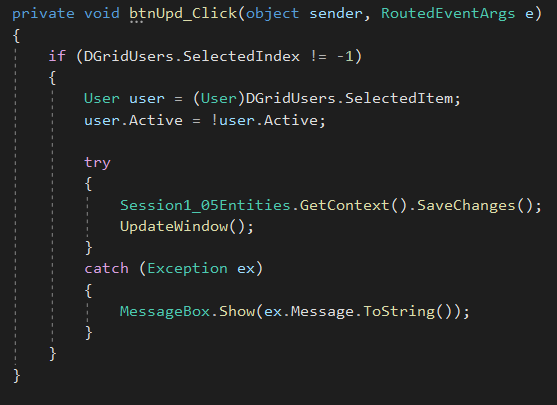 private void btnUpd_Click(object sender, RoutedEventArgs e)
{
    if (DGridUsers.SelectedIndex != -1)
    {
        User user = (User)DGridUsers.SelectedItem;
        user.Active = !user.Active;

        try
        {
            Session1_05Entities.GetContext().SaveChanges();
            UpdateWindow();
        }
        catch (Exception ex)
        {
            MessageBox.Show(ex.Message.ToString());
        }
    }
}